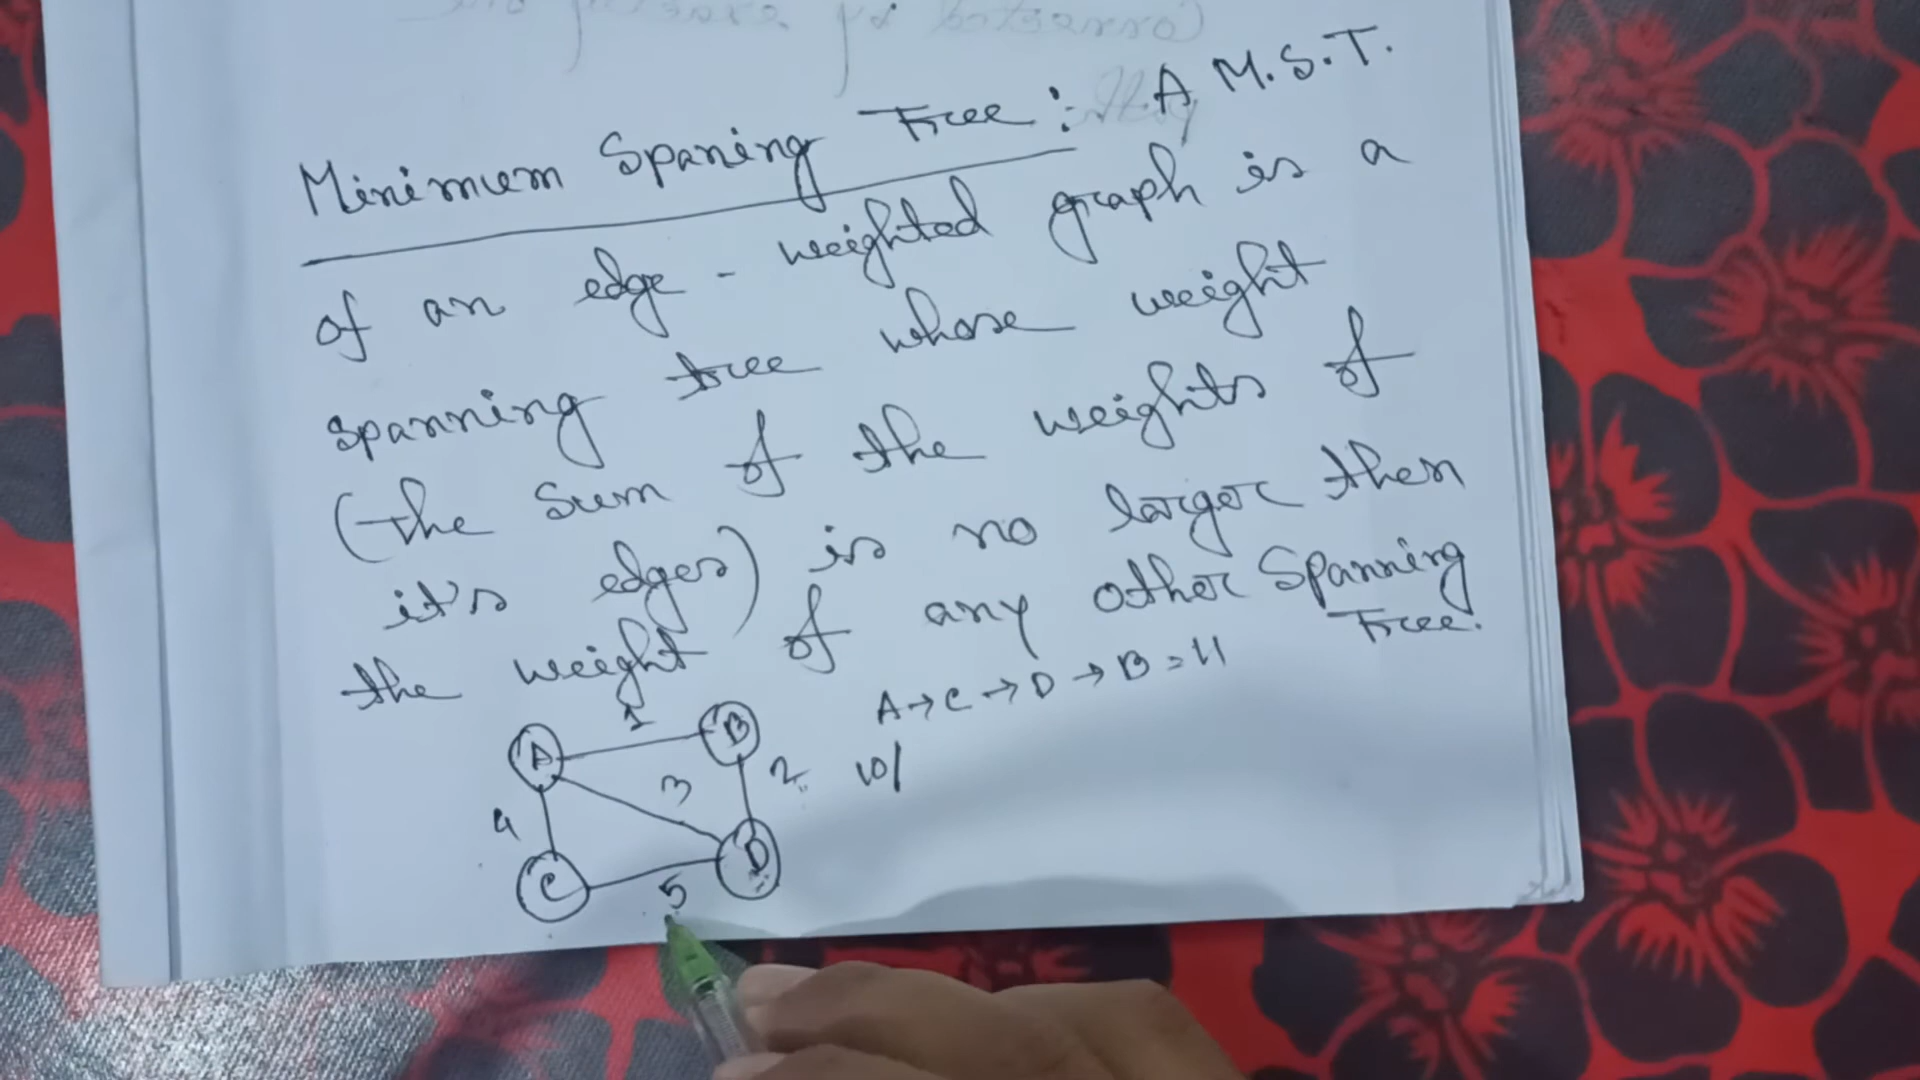 Minimum Spaning Tree: A M.S.T.
of an edge - weighted graph is a
spanning tree whose weight
(the sum of the weights of
it's edges) is no larger then
the weight of any other Spanning
Tree.
A→C→D→B = 11
10/
1
A B
3 2
4
C D
5